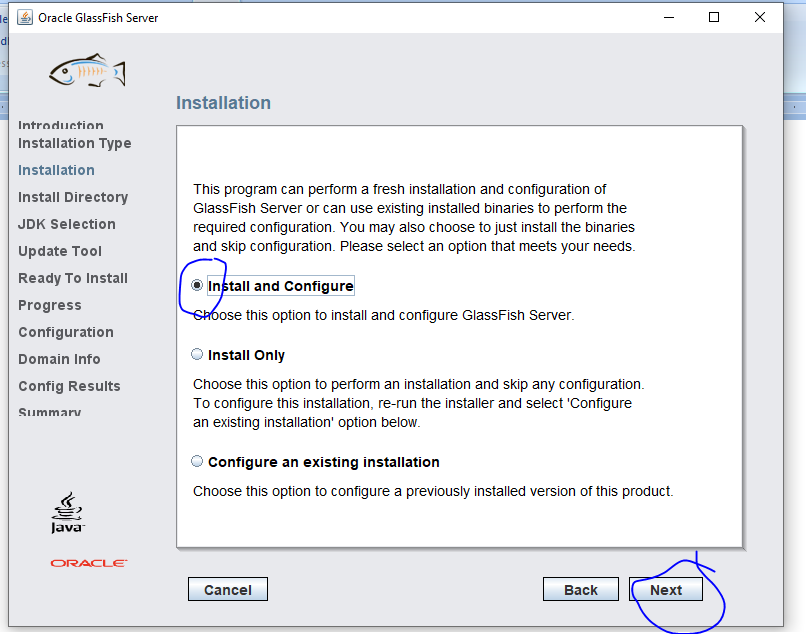 Oracle GlassFish Server
Installation
Introduction
Installation Type
Installation
Install Directory
JDK Selection
Update Tool
Ready To Install
Progress
Configuration
Domain Info
Config Results
Summary
This program can perform a fresh installation and configuration of
GlassFish Server or can use existing installed binaries to perform the
required configuration. You may also choose to just install the binaries
and skip configuration. Please select an option that meets your needs.
Install and Configure
Choose this option to install and configure GlassFish Server.
Install Only
Choose this option to perform an installation and skip any configuration.
To configure this installation, re-run the installer and select 'Configure
an existing installation' option below.
Configure an existing installation
Choose this option to configure a previously installed version of this product.
Java
ORACLE
Cancel
Back
Next